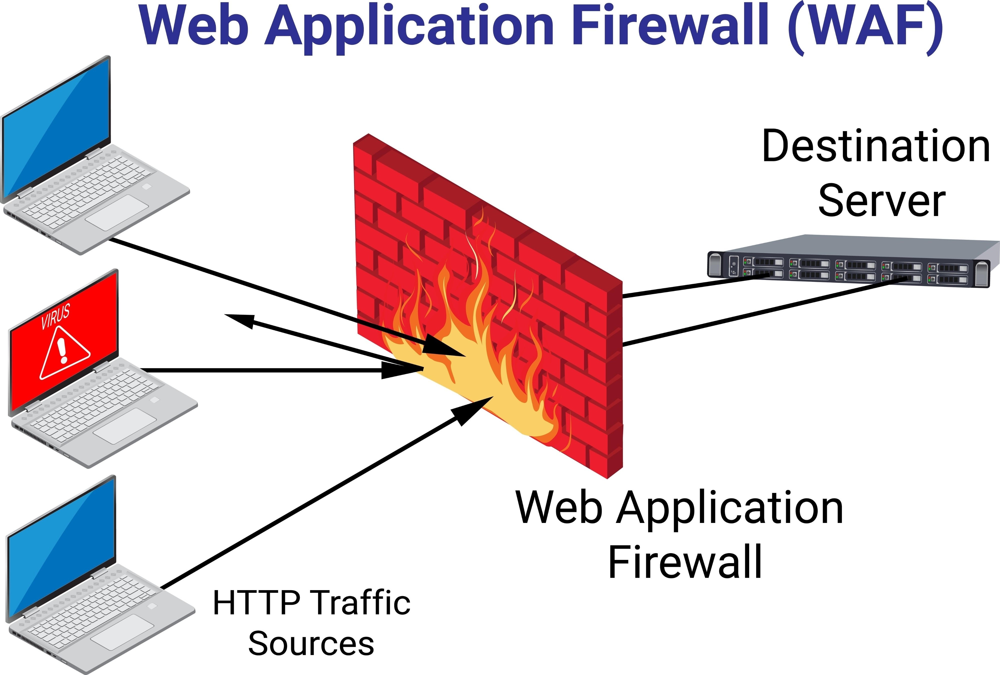 Web Application Firewall (WAF)
Destination
Server
VIRUS
Web Application
Firewall
HTTP Traffic
Sources